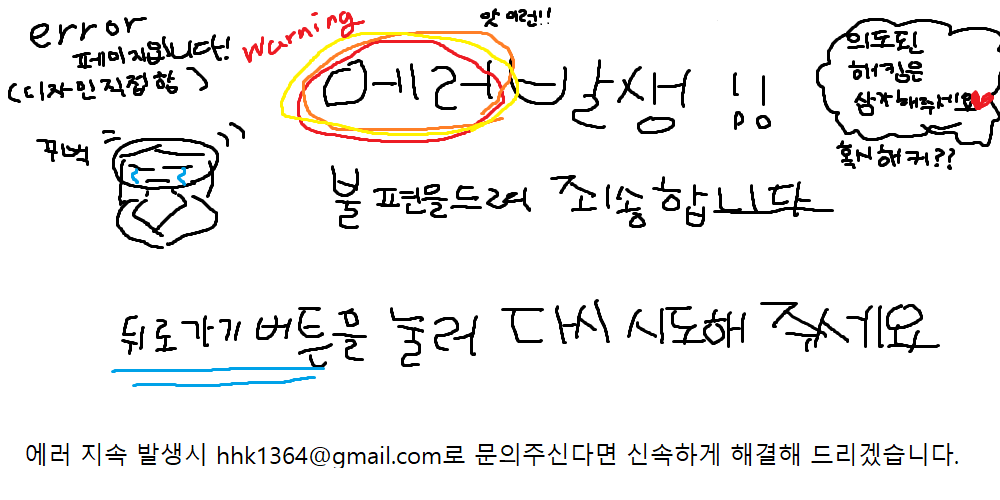 error
페이지입니다!
(디자인직접함)
Warning
앗 이런!!
에러 발생 !!
의도된
해킹은
삼가해주세요
혹시 해커??
꾸벅
불편을드려 죄송합니다
뒤로가기 버튼을 눌러 다시 시도해 주세요
에러 지속 발생시 hhk1364@gmail.com로 문의주신다면 신속하게 해결해 드리겠습니다.